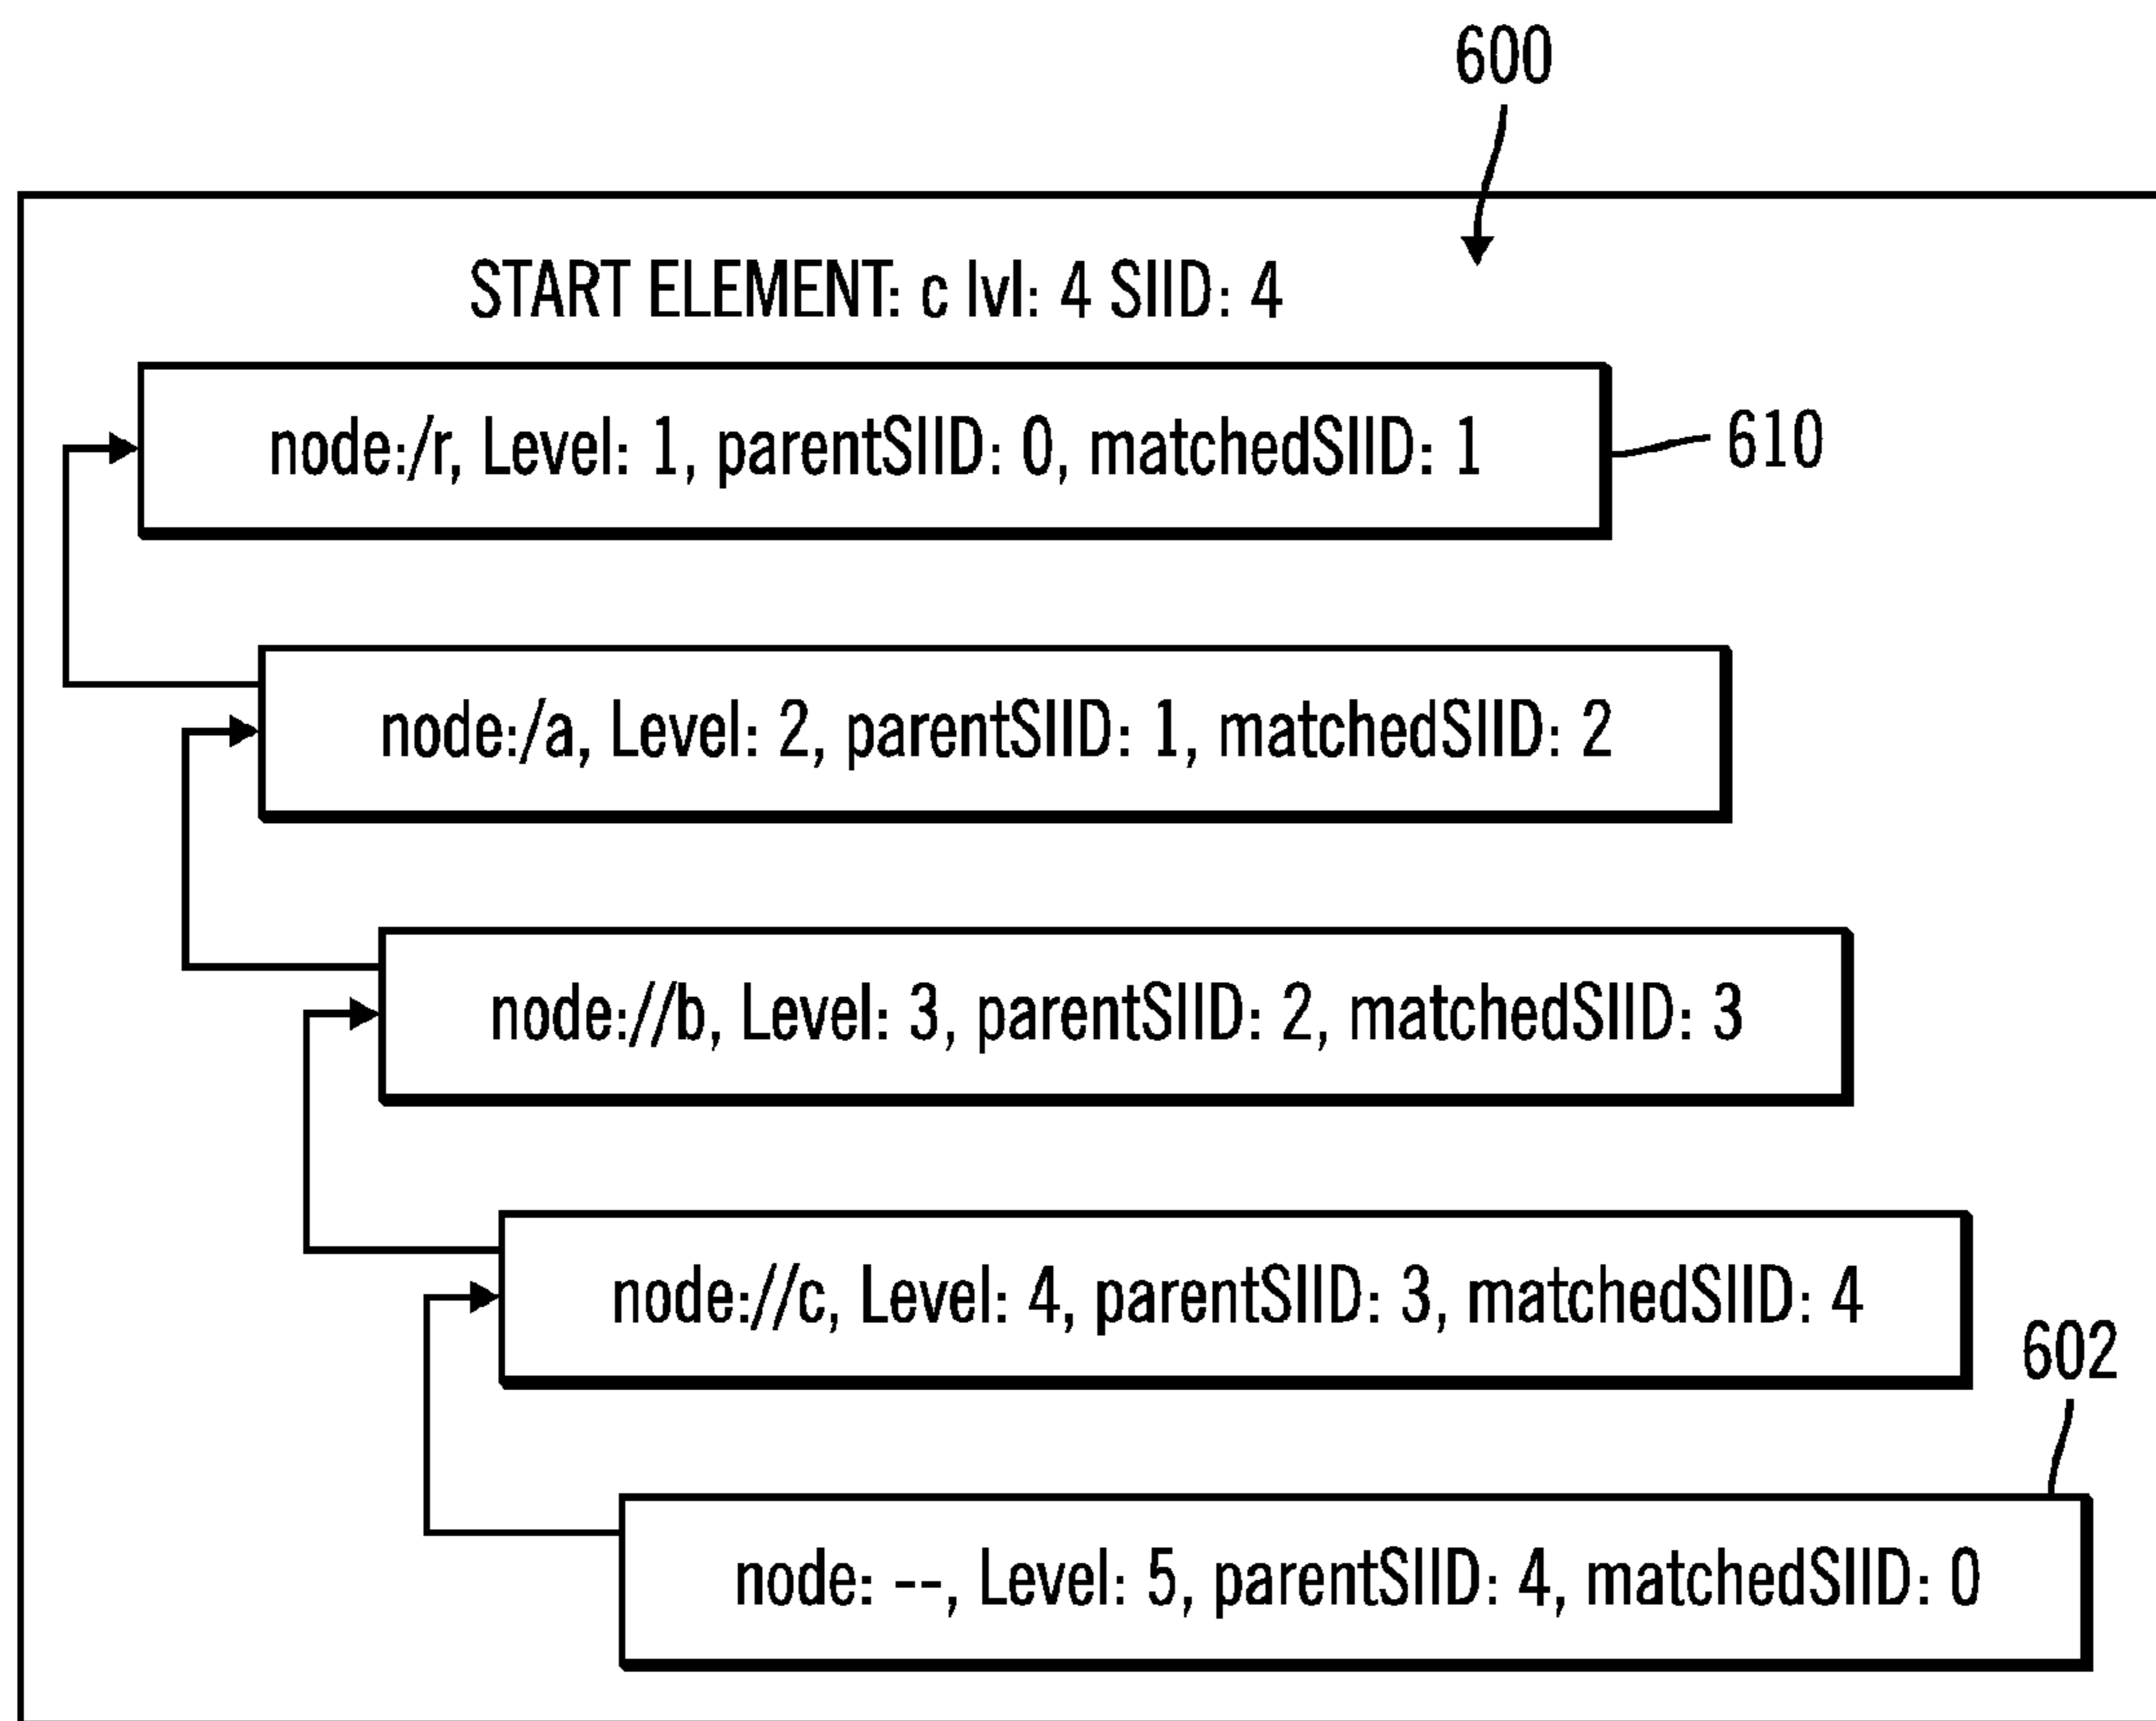 600
START ELEMENT: c lvl: 4 SIID: 4
node:/r, Level: 1, parentSIID: 0, matchedSIID: 1
610
node:/a, Level: 2, parentSIID: 1, matchedSIID: 2
node://b, Level: 3, parentSIID: 2, matchedSIID: 3
node://c, Level: 4, parentSIID: 3, matchedSIID: 4
602
node: --, Level: 5, parentSIID: 4, matchedSIID: 0